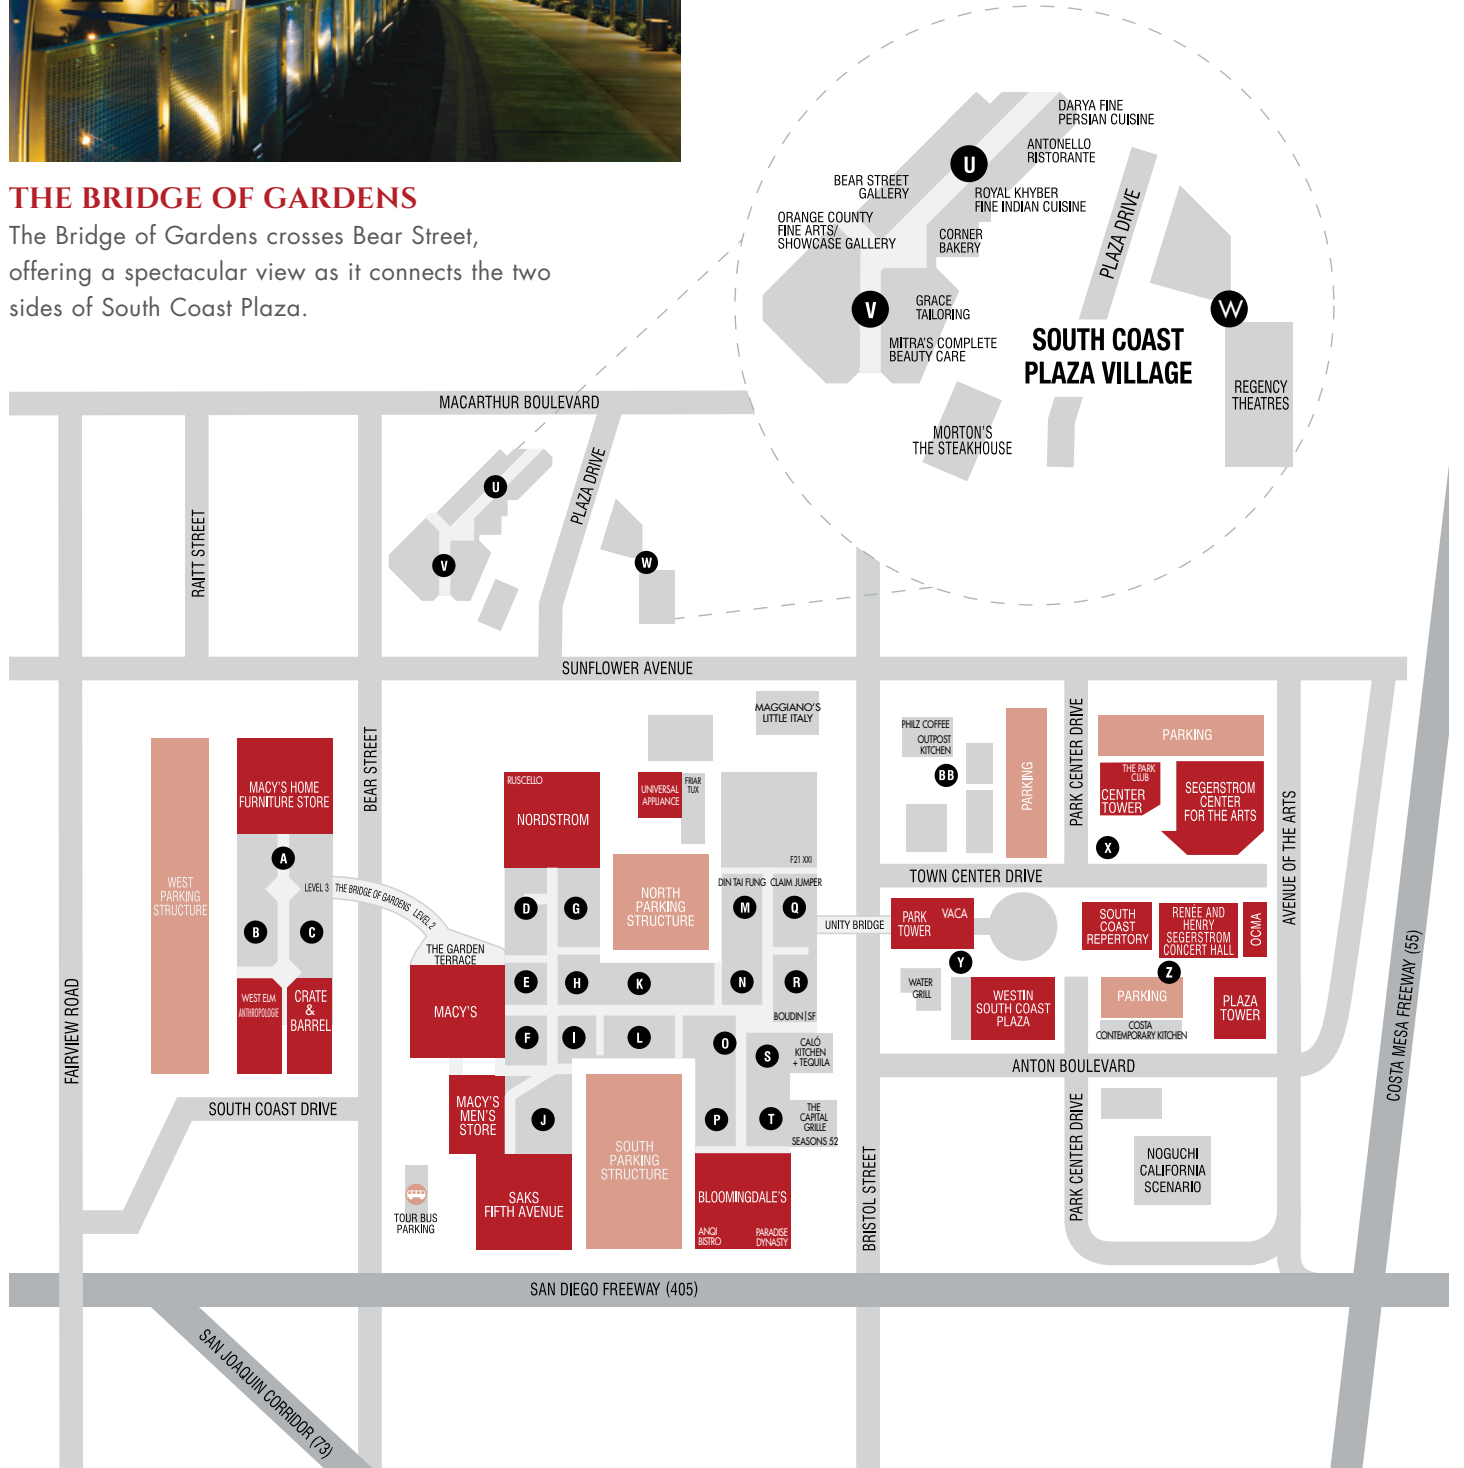 THE BRIDGE OF GARDENS
The Bridge of Gardens crosses Bear Street,
offering a spectacular view as it connects the two
sides of South Coast Plaza.
DARYA FINE
PERSIAN CUISINE
ANTONELLO
RISTORANTE
U
BEAR STREET
GALLERY
ROYAL KHYBER
FINE INDIAN CUISINE
ORANGE COUNTY
FINE ARTS/
SHOWCASE GALLERY
CORNER
BAKERY
PLAZA DRIVE
V
GRACE
TAILORING
W
MITRA'S COMPLETE
BEAUTY CARE
SOUTH COAST
PLAZA VILLAGE
REGENCY
THEATRES
MORTON'S
THE STEAKHOUSE
MACARTHUR BOULEVARD
RAITT STREET
U
PLAZA DRIVE
V
W
SUNFLOWER AVENUE
FAIRVIEW ROAD
BEAR STREET
WEST
PARKING
STRUCTURE
MACY'S HOME
FURNITURE STORE
A
B
C
LEVEL 3
THE BRIDGE OF GARDENS
LEVEL 2
WEST ELM
ANTHROPOLOGIE
CRATE
&
BARREL
SOUTH COAST DRIVE
THE GARDEN
TERRACE
MACY'S
MACY'S
MEN'S
STORE
SAKS
FIFTH AVENUE
TOUR BUS
PARKING
RUSCELLO
NORDSTROM
UNIVERSAL
APPLIANCE
FRIAR
TUX
MAGGIANO'S
LITTLE ITALY
F21 XXI
NORTH
PARKING
STRUCTURE
DIN TAI FUNG
CLAIM JUMPER
D
G
M
Q
E
H
K
N
R
BOUDIN|SF
F
I
L
O
S
CALÓ
KITCHEN
+ TEQUILA
J
P
T
THE
CAPITAL
GRILLE
SEASONS 52
SOUTH
PARKING
STRUCTURE
BLOOMINGDALE'S
ANQI
BISTRO
PARADISE
DYNASTY
UNITY BRIDGE
BRISTOL STREET
PHILZ COFFEE
OUTPOST
KITCHEN
BB
PARKING
PARK CENTER DRIVE
PARKING
THE PARK
CLUB
CENTER
TOWER
SEGERSTROM
CENTER
FOR THE ARTS
X
AVENUE OF THE ARTS
TOWN CENTER DRIVE
PARK
TOWER
VACA
Y
WATER
GRILL
WESTIN
SOUTH COAST
PLAZA
SOUTH
COAST
REPERTORY
RENÉE AND
HENRY
SEGERSTROM
CONCERT HALL
OCMA
Z
PARKING
COSTA
CONTEMPORARY KITCHEN
PLAZA
TOWER
ANTON BOULEVARD
PARK CENTER DRIVE
NOGUCHI
CALIFORNIA
SCENARIO
COSTA MESA FREEWAY (55)
SAN DIEGO FREEWAY (405)
SAN JOAQUIN CORRIDOR (73)